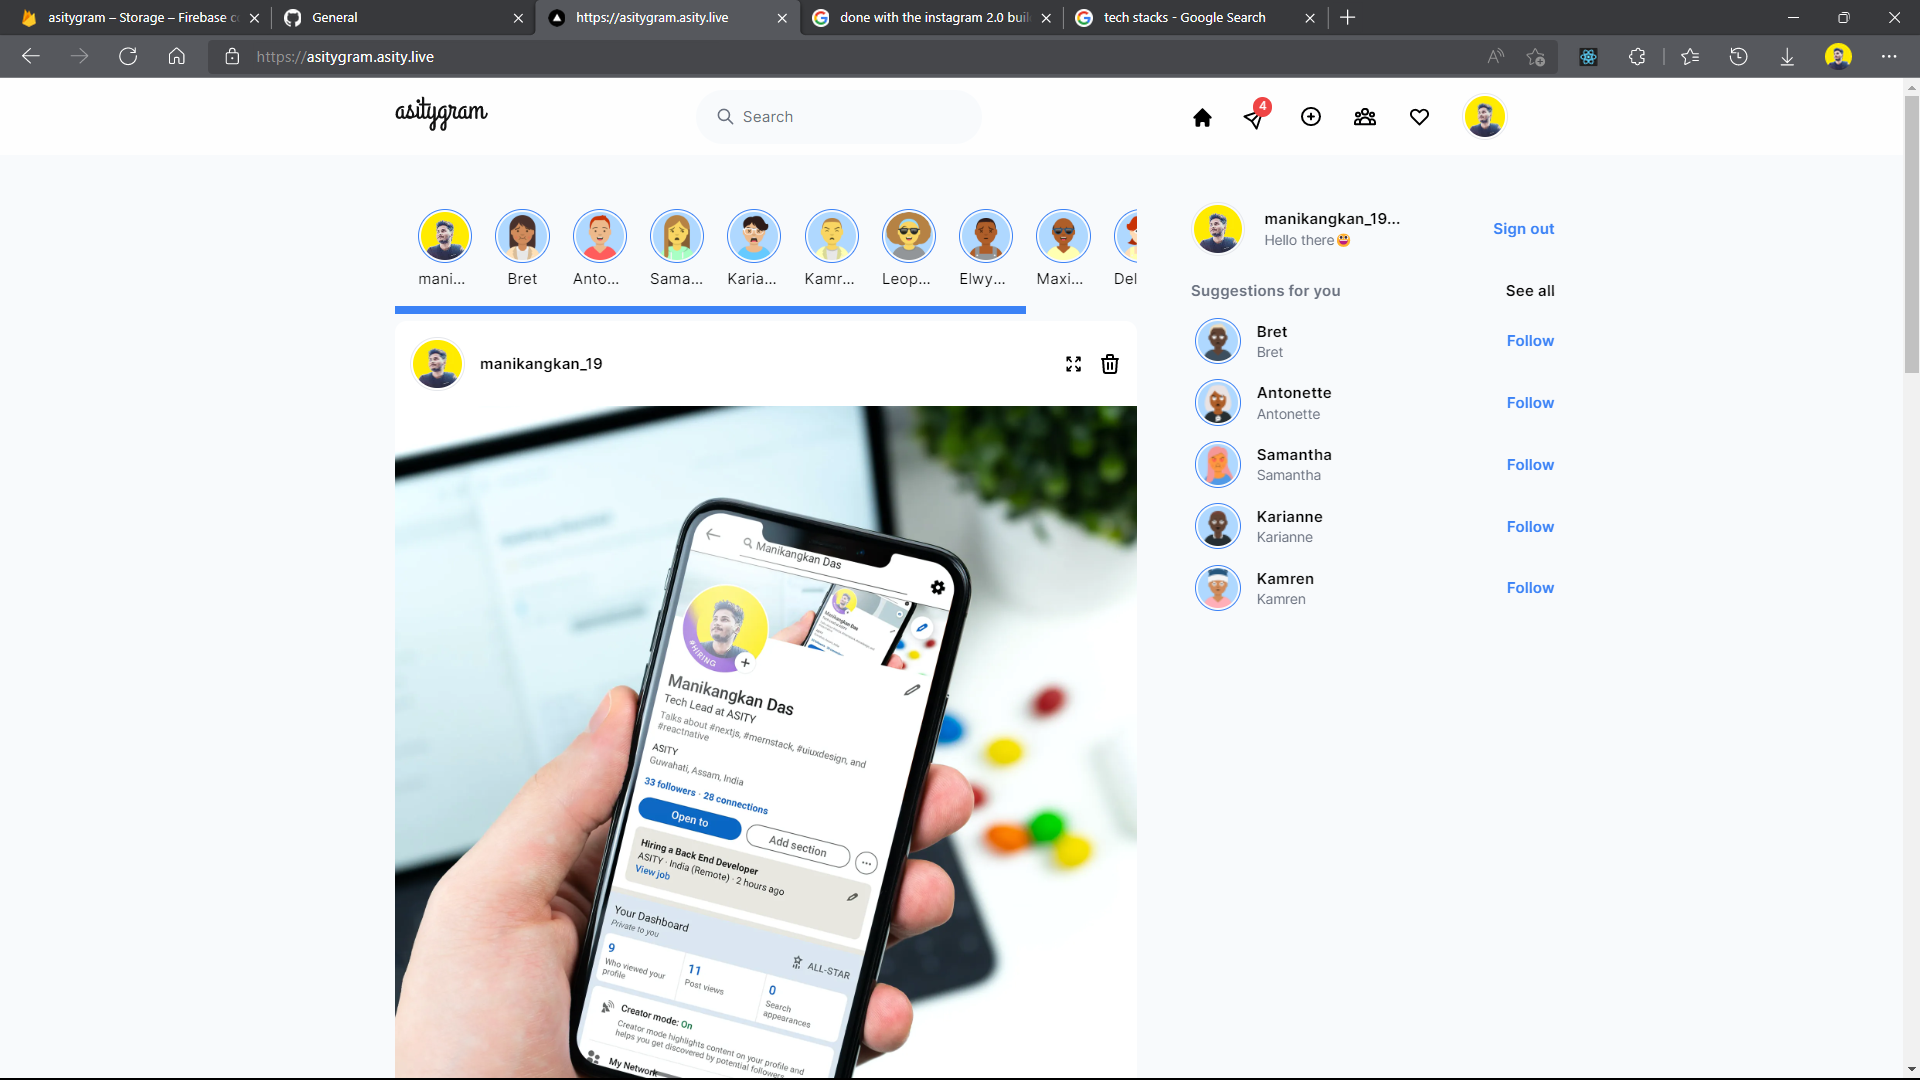 asitygram – Storage – Firebase c
General
https://asitygram.asity.live
done with the instagram 2.0 buil
tech stacks - Google Search
https://asitygram.asity.live
asitygram
Search
4
mani...
Bret
Anto...
Sama...
Karia...
Kamr...
Leop...
Elwy...
Maxi...
Del
manikangkan_19...
Hello there😃
Sign out
Suggestions for you
See all
Bret
Bret
Follow
Antonette
Antonette
Follow
Samantha
Samantha
Follow
Karianne
Karianne
Follow
Kamren
Kamren
Follow
manikangkan_19
Manikangkan Das
#HIRING
Manikangkan Das
Tech Lead at ASITY
Talks about #nextjs, #mernstack, #uiuxdesign, and
#reactnative
ASITY
Guwahati, Assam, India
33 followers · 28 connections
Open to
Add section
Hiring a Back End Developer
ASITY · India (Remote) · 2 hours ago
View job
Your Dashboard
Private to you
ALL-STAR
9
Who viewed your
profile
11
Post views
0
Search
appearances
Creator mode: On
Creator mode highlights content on your profile and
helps you get discovered by potential followers
My Network